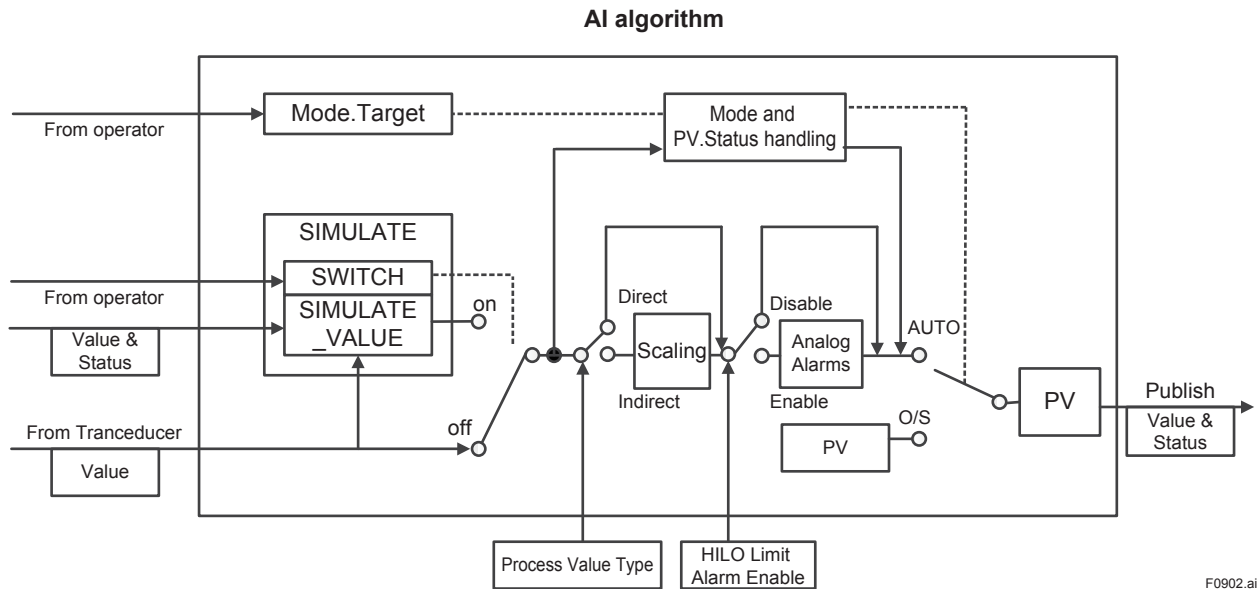 AI algorithm
From operator
Mode.Target
Mode and
PV.Status handling
SIMULATE
SWITCH
From operator
SIMULATE
_VALUE
on
Value &
Status
Direct
Disable
AUTO
Scaling
Analog
Alarms
Indirect
Enable
PV
Publish
Value &
Status
From Tranceducer
off
O/S
Value
PV
Process Value Type
HILO Limit
Alarm Enable
F0902.ai